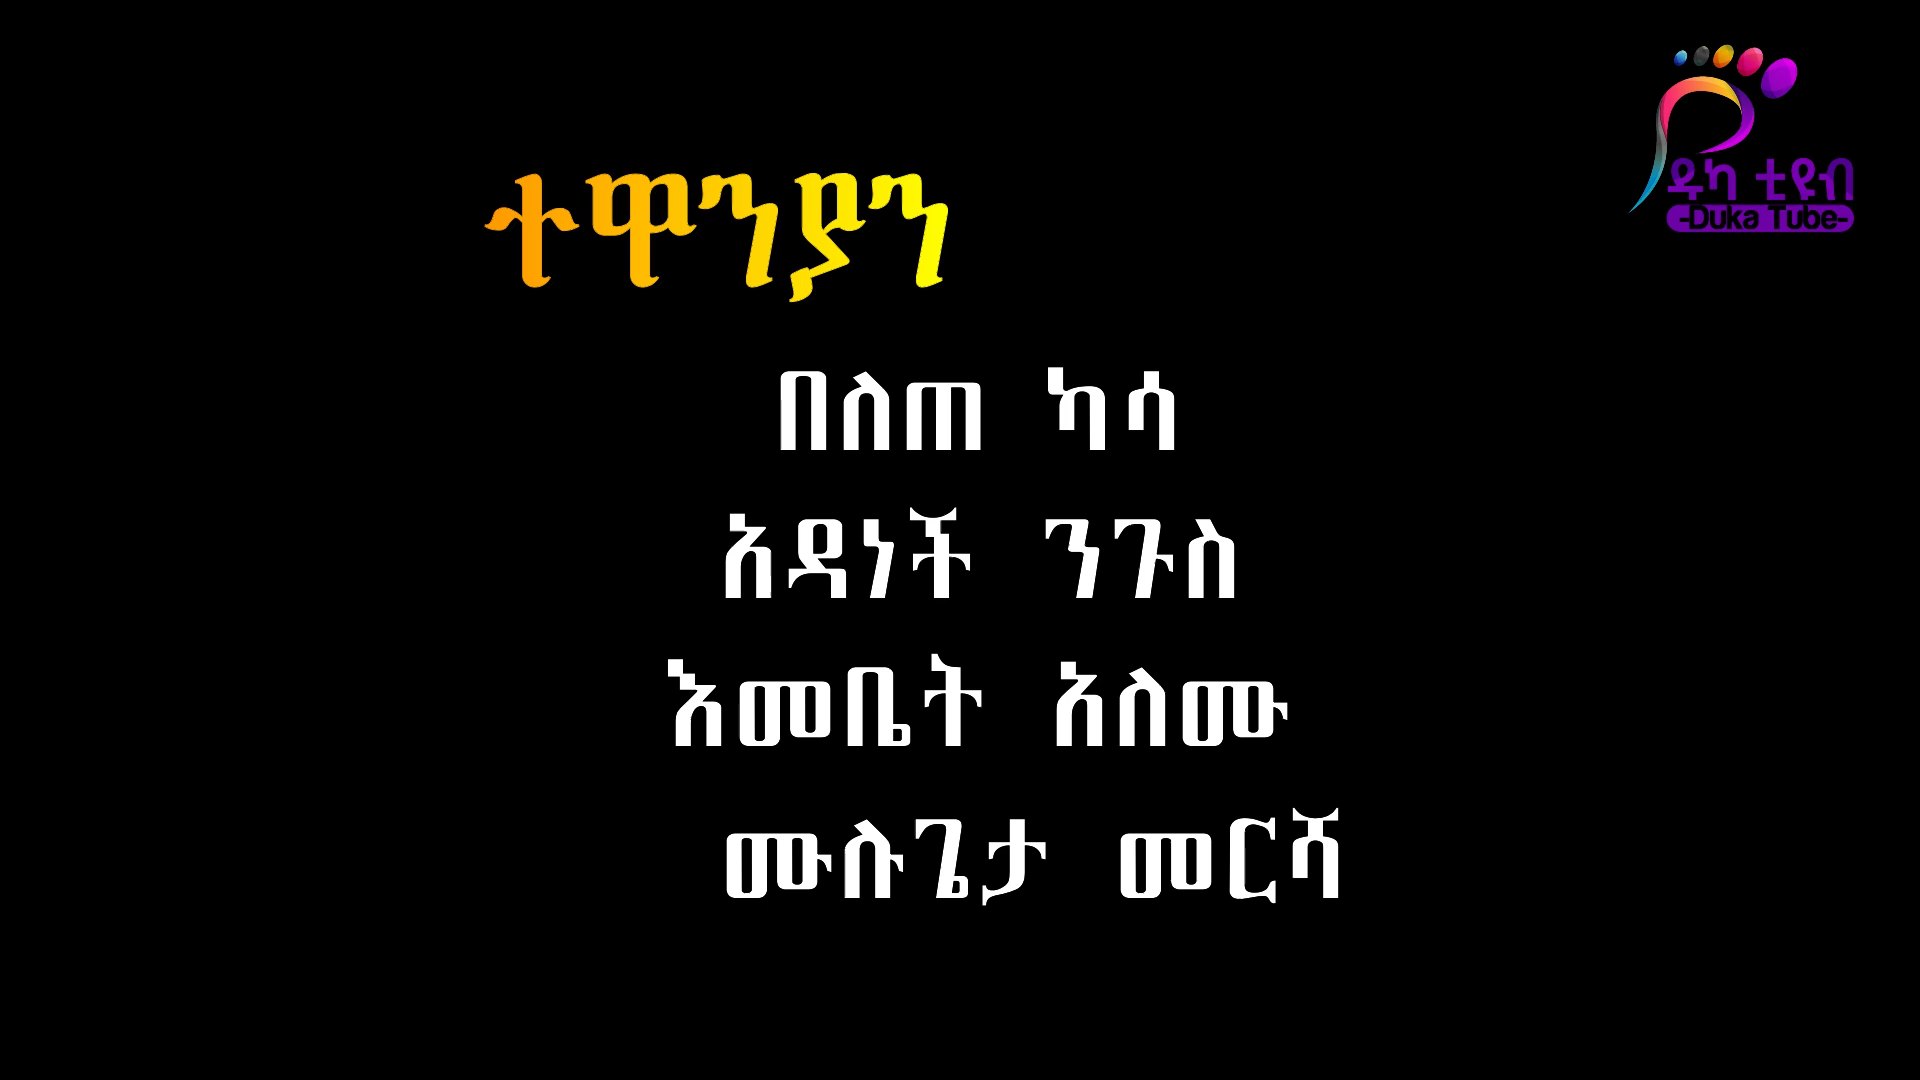 ዱካ ቲዩብ
-Duka Tube-
ተዋንያን
በለጠ ካሳ
አዳነች ንጉስ
እመቤት አለሙ
ሙሉጌታ መርሻ